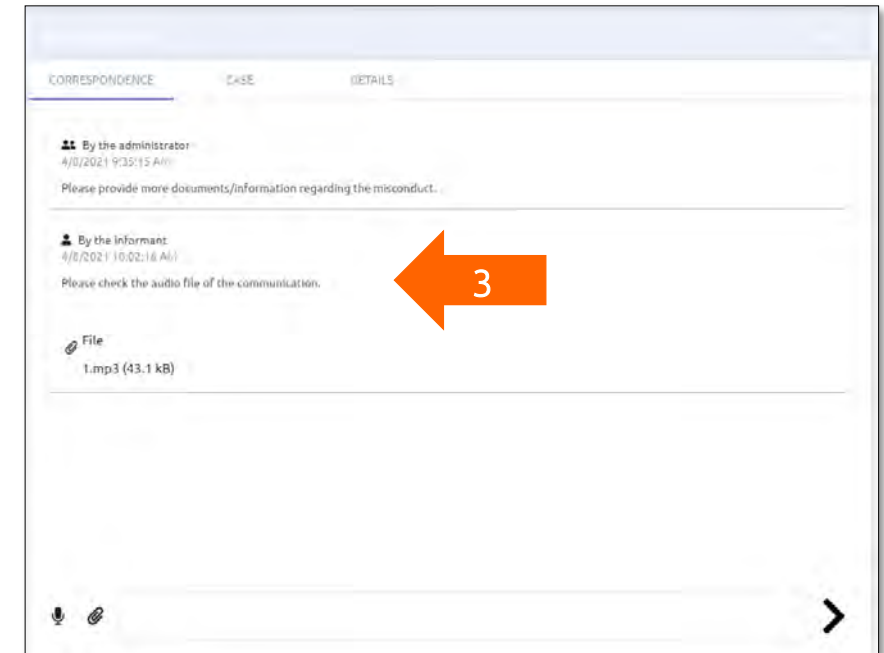 CORRESPONDENCE CASE DETAILS
By the administrator
4/8/2021 9:35:15 AM
Please provide more documents/information regarding the misconduct.
By the informant
4/8/2021 10:02:16 AM
Please check the audio file of the communication.
3
File
1.mp3 (43.1 kB)